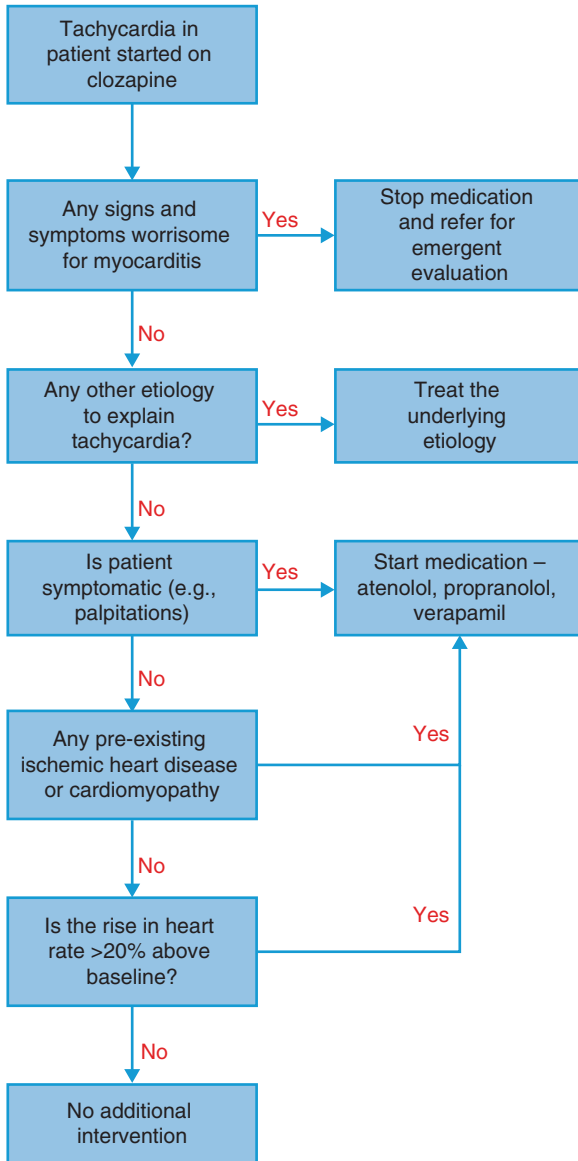 Tachycardia in
patient started on
clozapine
Any signs and
symptoms worrisome
for myocarditis
Yes
Stop medication
and refer for
emergent
evaluation
No
Any other etiology
to explain
tachycardia?
Yes
Treat the
underlying
etiology
No
Is patient
symptomatic (e.g.,
palpitations)
Yes
Start medication –
atenolol, propranolol,
verapamil
No
Any pre-existing
ischemic heart disease
or cardiomyopathy
Yes
No
Is the rise in heart
rate >20% above
baseline?
Yes
No
No additional
intervention